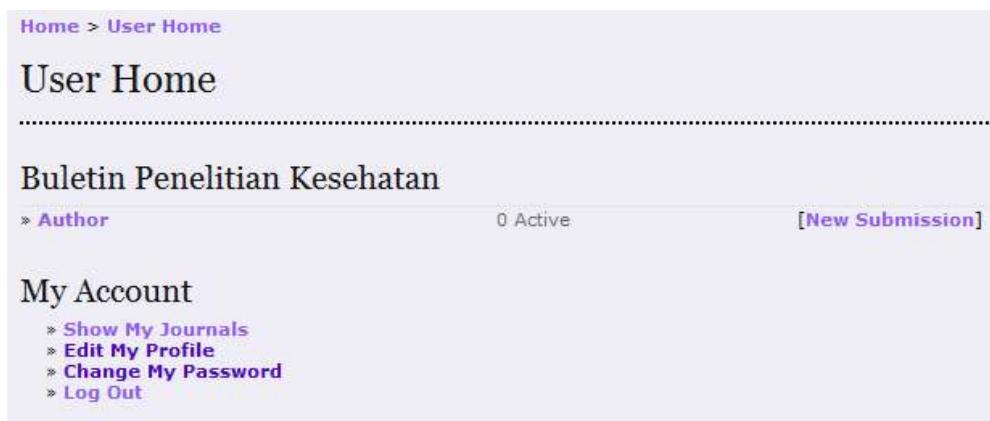 Home > User Home
User Home
Buletin Penelitian Kesehatan
» Author 0 Active [New Submission]
My Account
» Show My Journals
» Edit My Profile
» Change My Password
» Log Out